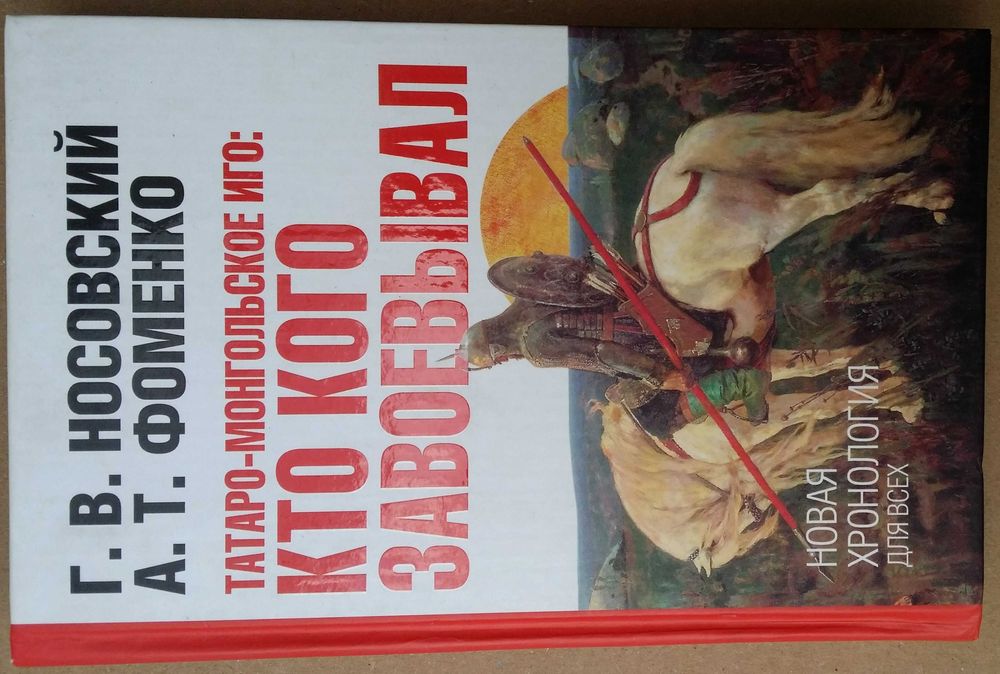 Г. В. НОСОВСКИЙ
А. Т. ФОМЕНКО
ТАТАРО-МОНГОЛЬСКОЕ ИГО:
КТО КОГО
ЗАВОЕВЫВАЛ
НОВАЯ
ХРОНОЛОГИЯ
ДЛЯ ВСЕХ